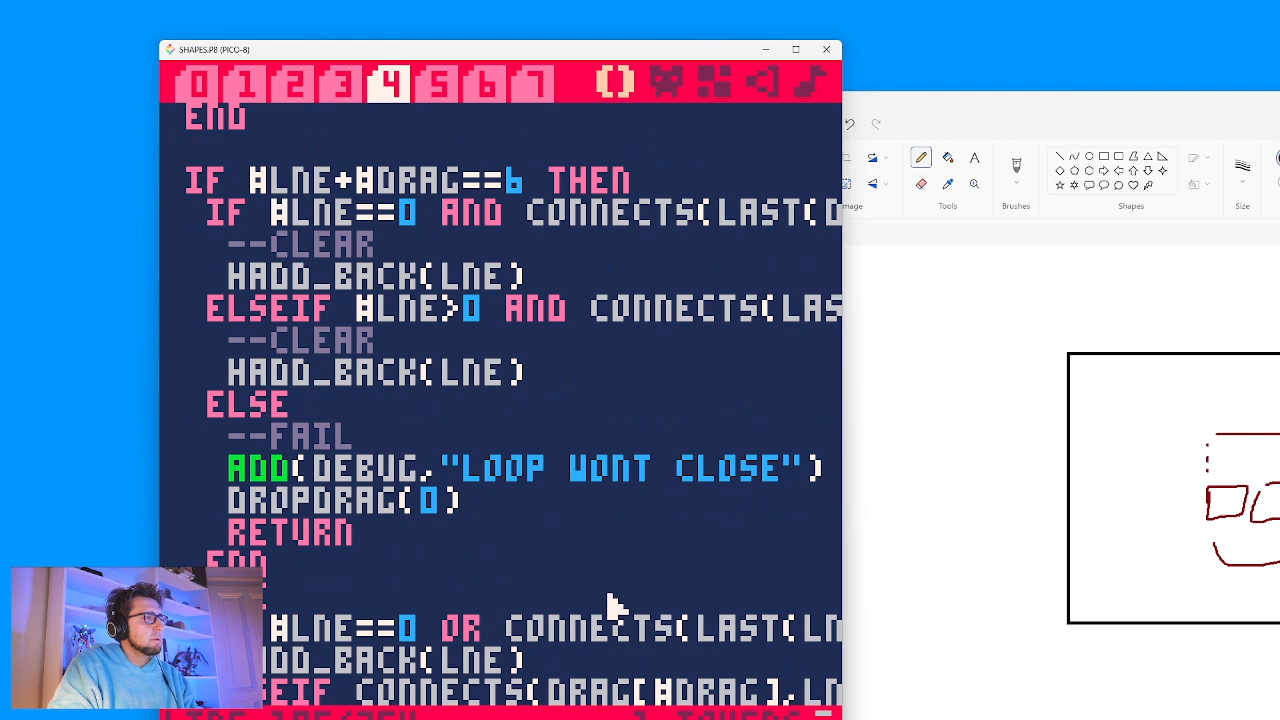 SHAPES.P8 (PICO-8)
0 1 2 3 4 5 6 7
END
IF #LNE+#DRAG==6 THEN
IF #LNE==0 AND CONNECTS(LAST(D
--CLEAR
HADD_BACK(LNE)
ELSEIF #LNE>0 AND CONNECTS(LAS
--CLEAR
HADD_BACK(LNE)
ELSE
--FAIL
ADD(DEBUG,"LOOP WONT CLOSE")
DROPDRAG(0)
RETURN
END
#LNE==0 OR CONNECTS(LAST(LN
ADD_BACK(LNE)
SEIF CONNECTS(DRAG[#DRAG],LN
mage
Tools
Brushes
Shapes
Size